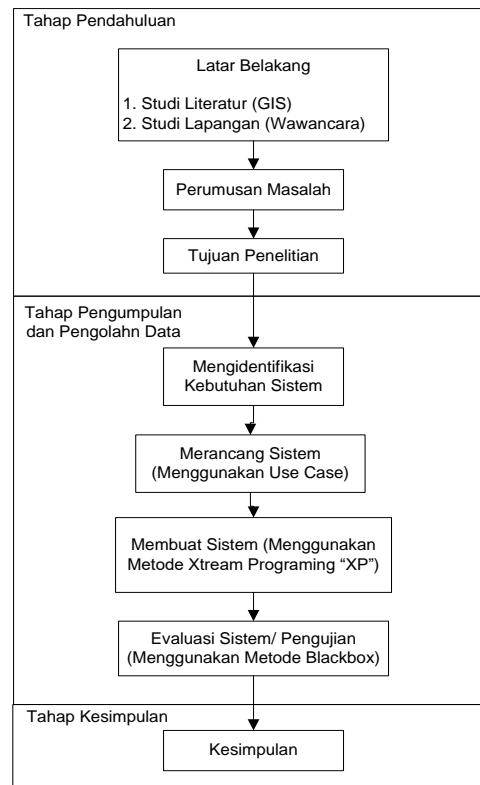 Tahap Pendahuluan
Latar Belakang
1. Studi Literatur (GIS)
2. Studi Lapangan (Wawancara)
Perumusan Masalah
Tujuan Penelitian
Tahap Pengumpulan
dan Pengolahn Data
Mengidentifikasi
Kebutuhan Sistem
Merancang Sistem
(Menggunakan Use Case)
Membuat Sistem (Menggunakan
Metode Xtream Programing “XP”)
Evaluasi Sistem/ Pengujian
(Menggunakan Metode Blackbox)
Tahap Kesimpulan
Kesimpulan